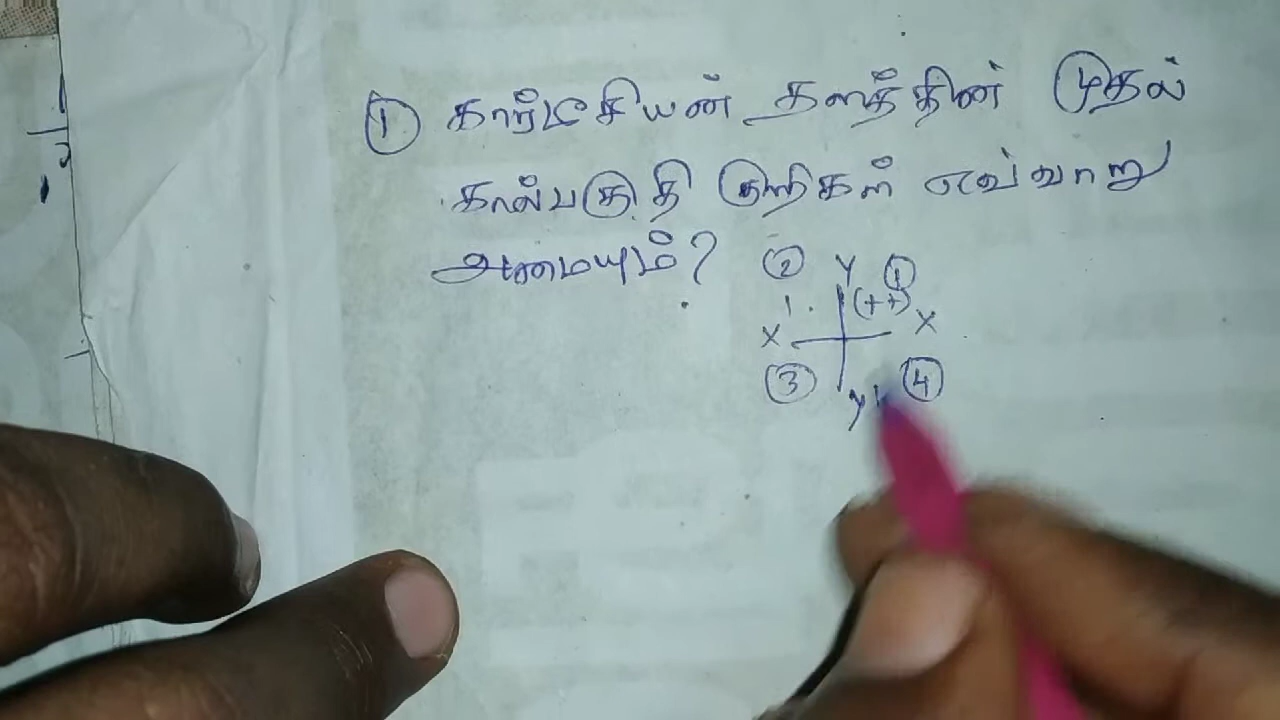 ① கார்டீசியன் தளத்தின் முதல்
கால்பகுதி குறிகள் எவ்வாறு
அமையும்?
② Y ①
(++)
X X
③ ④
y